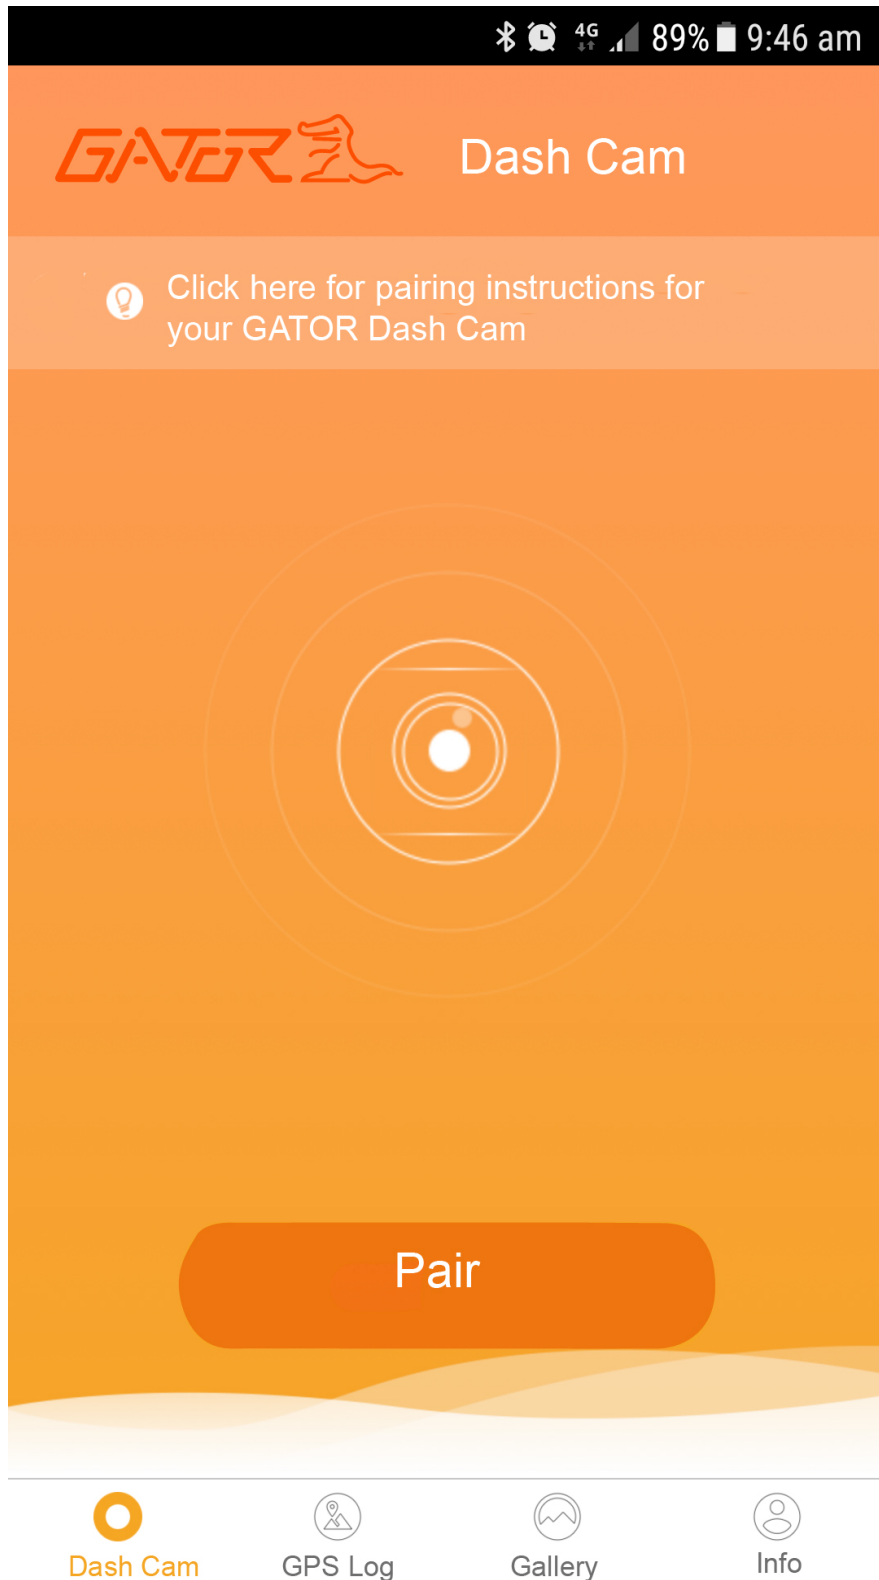 4G 89% 9:46 am
GATOR Dash Cam
Click here for pairing instructions for
your GATOR Dash Cam
Pair
Dash Cam GPS Log Gallery Info